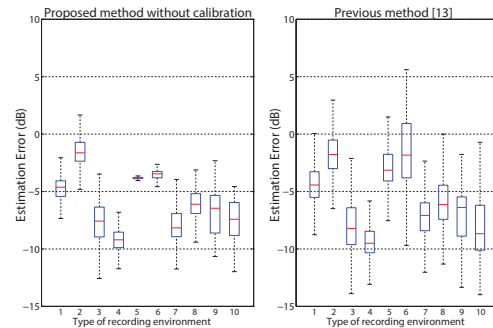 Proposed method without calibration
Previous method [13]
Estimation Error (dB)
10
5
0
−5
−10
−15
1 2 3 4 5 6 7 8 9 10
Type of recording environment
Estimation Error (dB)
10
5
0
−5
−10
−15
1 2 3 4 5 6 7 8 9 10
Type of recording environment